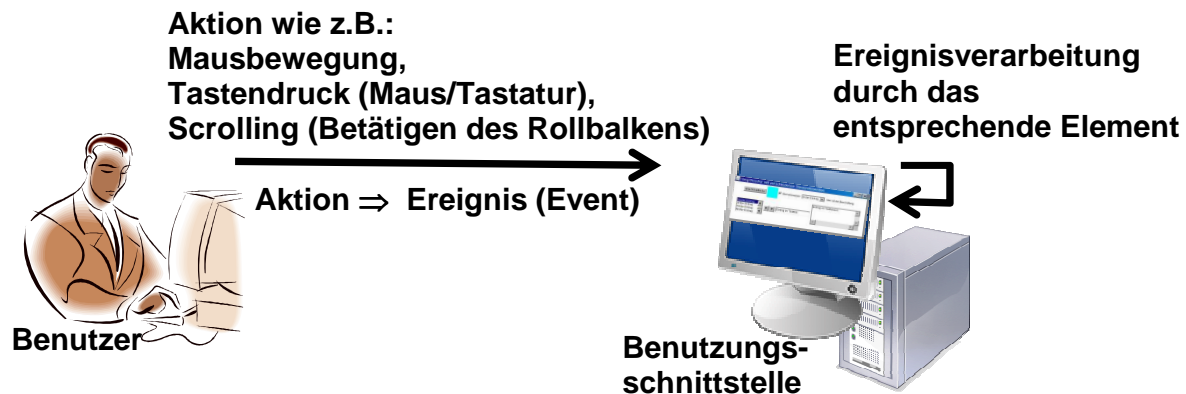 Aktion wie z.B.:
Mausbewegung,
Tastendruck (Maus/Tastatur),
Scrolling (Betätigen des Rollbalkens)
Aktion ⇒ Ereignis (Event)
Ereignisverarbeitung
durch das
entsprechende Element
Benutzer
Benutzungs-
schnittstelle